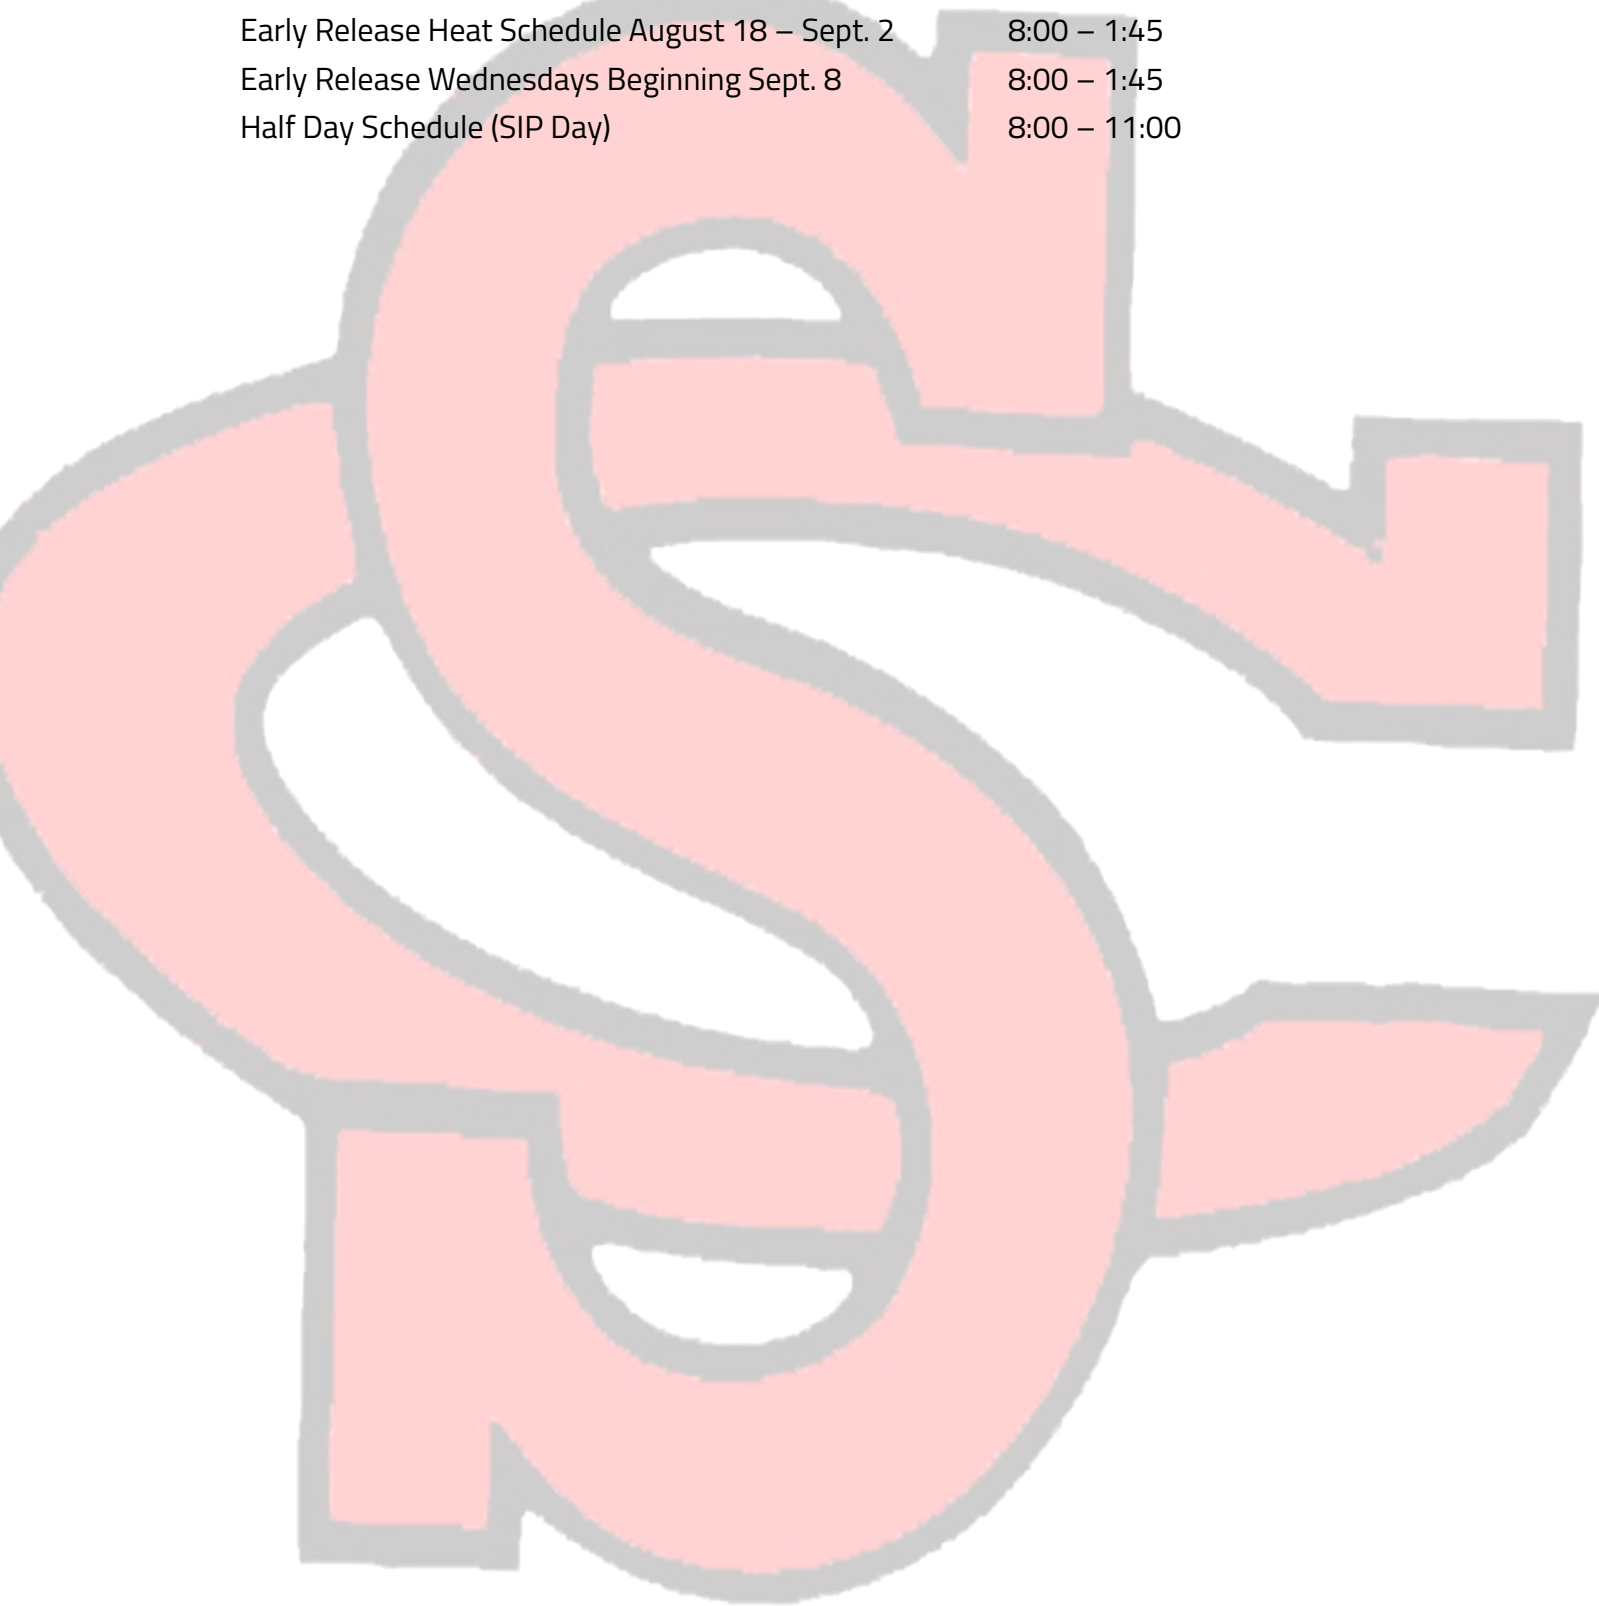 Early Release Heat Schedule August 18 – Sept. 2 8:00 – 1:45
Early Release Wednesdays Beginning Sept. 8 8:00 – 1:45
Half Day Schedule (SIP Day) 8:00 – 11:00
SC